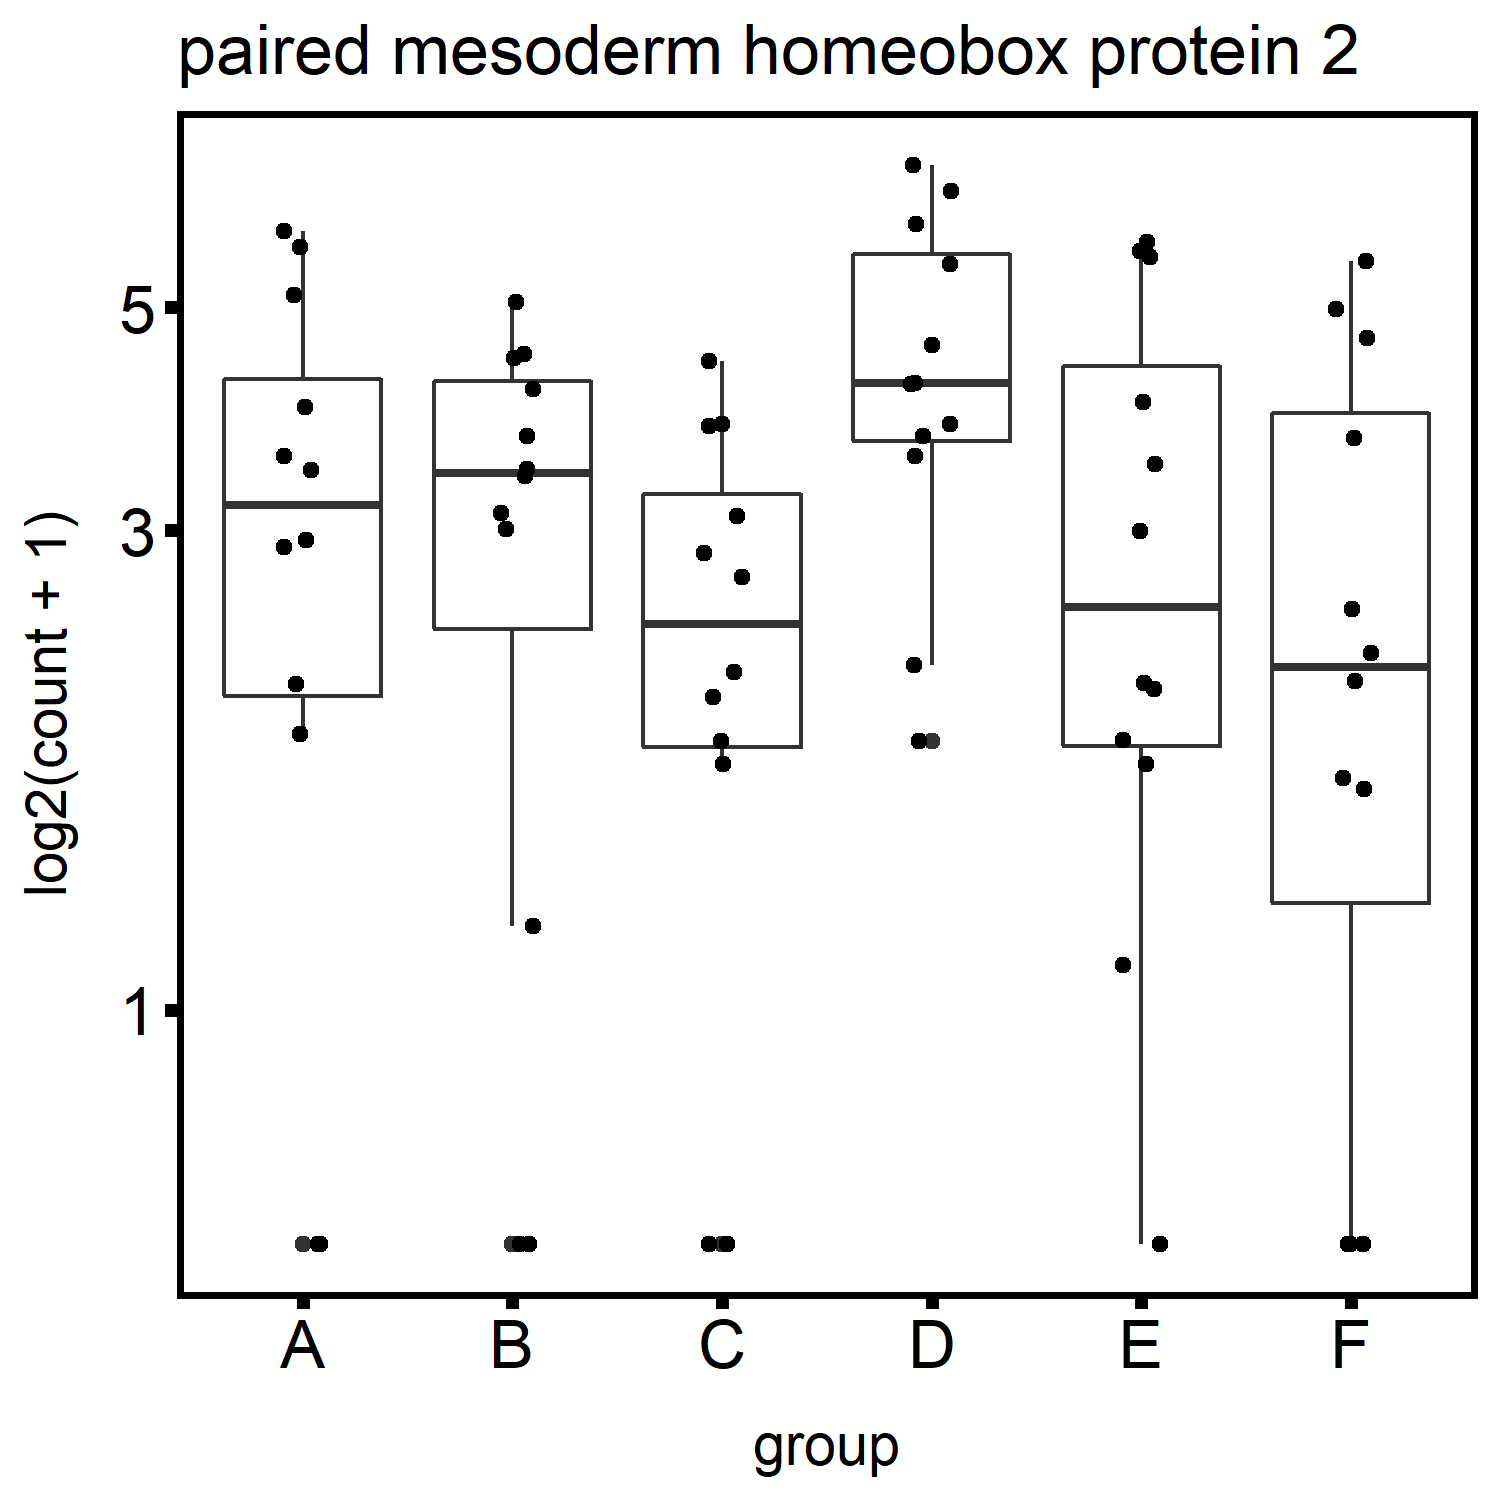 paired mesoderm homeobox protein 2
log2(count + 1)
5
3
1
A B C D E F
group